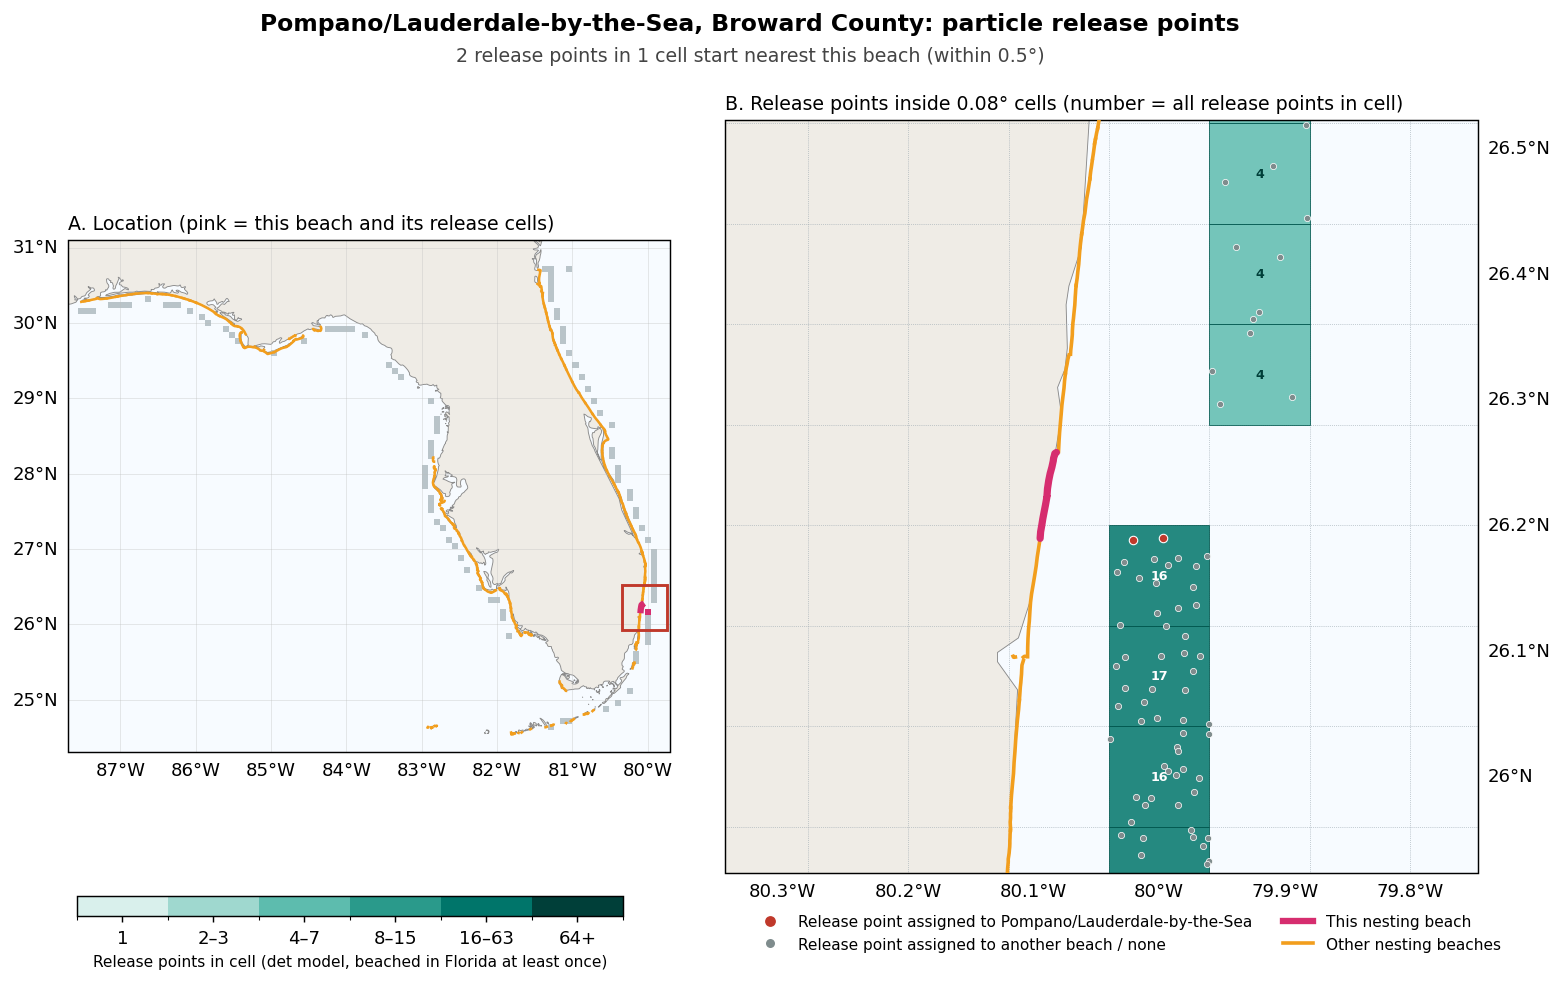 Pompano/Lauderdale-by-the-Sea, Broward County: particle release points
2 release points in 1 cell start nearest this beach (within 0.5°)
A. Location (pink = this beach and its release cells)
31°N
30°N
29°N
28°N
27°N
26°N
25°N
87°W 86°W 85°W 84°W 83°W 82°W 81°W 80°W
1 2–3 4–7 8–15 16–63 64+
Release points in cell (det model, beached in Florida at least once)
B. Release points inside 0.08° cells (number = all release points in cell)
4
4
4
16
17
16
26.5°N
26.4°N
26.3°N
26.2°N
26.1°N
26°N
80.3°W 80.2°W 80.1°W 80°W 79.9°W 79.8°W
Release point assigned to Pompano/Lauderdale-by-the-Sea
Release point assigned to another beach / none
This nesting beach
Other nesting beaches